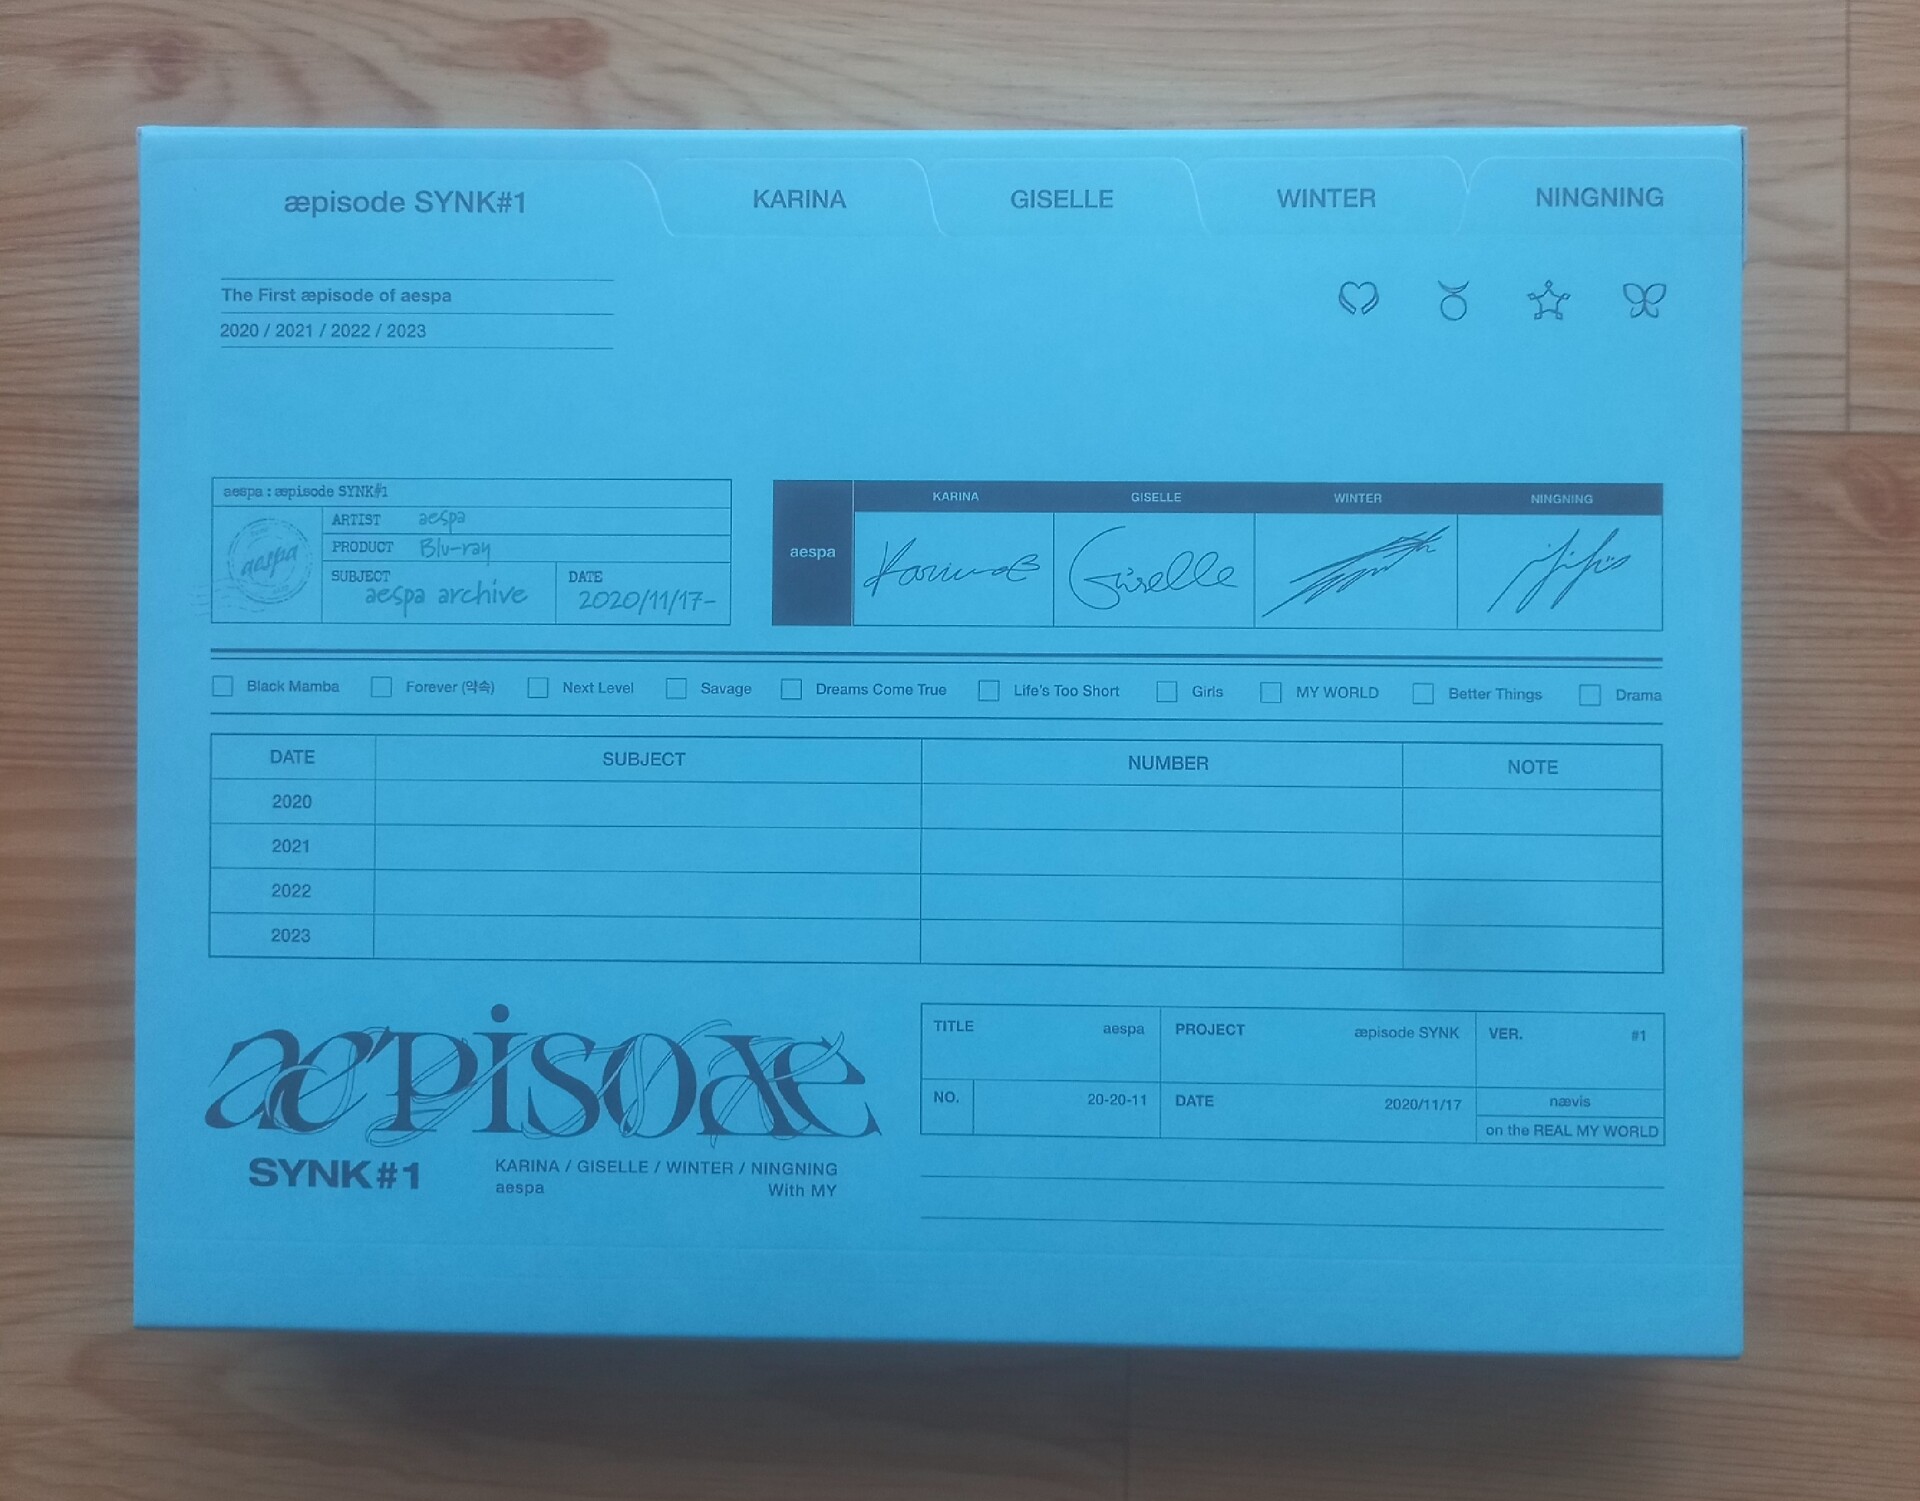 æpisode SYNK#1 KARINA GISELLE WINTER NINGNING
The First æpisode of aespa
2020 / 2021 / 2022 / 2023
aespa : æpisode SYNK#1
aespa
ARTIST aespa
PRODUCT Blu-ray
SUBJECT aespa archive
DATE 2020/11/17-
aespa
KARINA GISELLE WINTER NINGNING
Karina Giselle
Black Mamba Forever (약속) Next Level Savage Dreams Come True Life's Too Short Girls MY WORLD Better Things Drama
DATE SUBJECT NUMBER NOTE
2020
2021
2022
2023
æpisode
SYNK#1
KARINA / GISELLE / WINTER / NINGNING
aespa With MY
TITLE aespa PROJECT æpisode SYNK VER. #1
NO. 20-20-11 DATE 2020/11/17 nævis
on the REAL MY WORLD